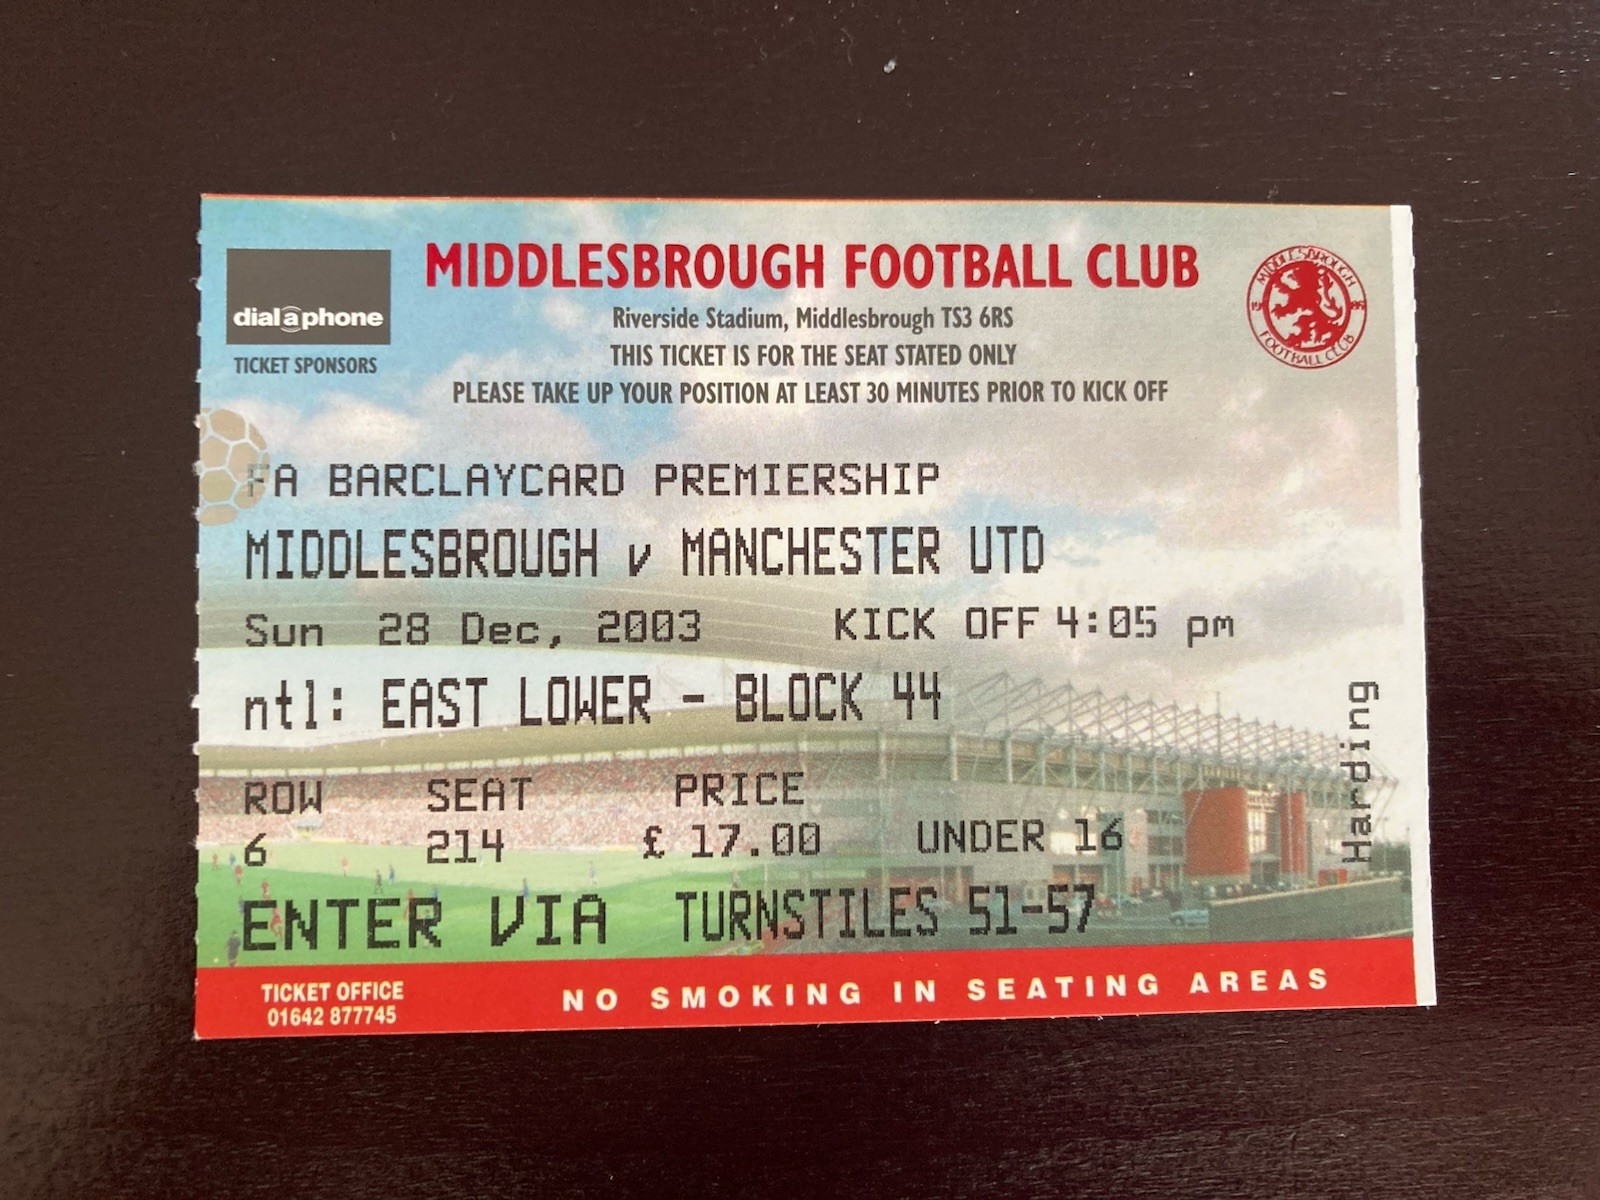 MIDDLESBROUGH FOOTBALL CLUB
Riverside Stadium, Middlesbrough TS3 6RS
THIS TICKET IS FOR THE SEAT STATED ONLY
PLEASE TAKE UP YOUR POSITION AT LEAST 30 MINUTES PRIOR TO KICK OFF
dial a phone
TICKET SPONSORS
MIDDLESBROUGH
19 86
FOOTBALL CLUB
FA BARCLAYCARD PREMIERSHIP
MIDDLESBROUGH v MANCHESTER UTD
Sun 28 Dec, 2003 KICK OFF 4:05 pm
ntl: EAST LOWER - BLOCK 44
ROW SEAT PRICE
6 214 £ 17.00 UNDER 16
ENTER VIA TURNSTILES 51-57
Harding
TICKET OFFICE
01642 877745
NO SMOKING IN SEATING AREAS